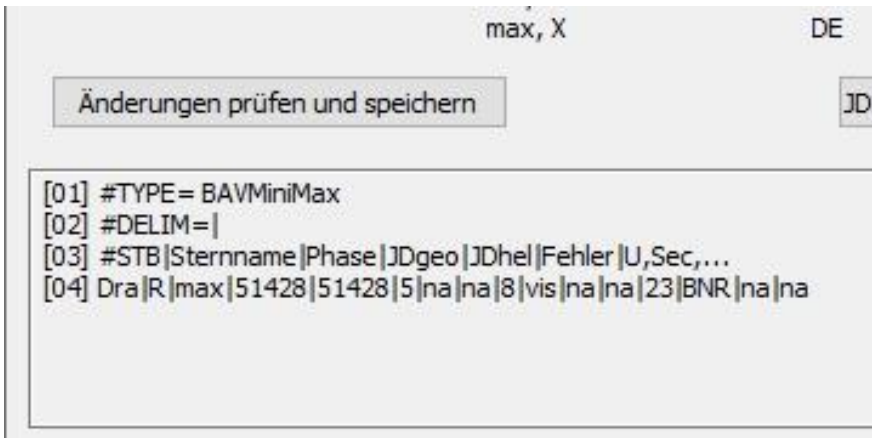 max, X DE
Änderungen prüfen und speichern JD
[01] #TYPE= BAVMiniMax
[02] #DELIM=|
[03] #STB|Sternname|Phase|JDgeo|JDhel|Fehler|U,Sec,...
[04] Dra|R|max|51428|51428|5|na|na|8|vis|na|na|23|BNR|na|na